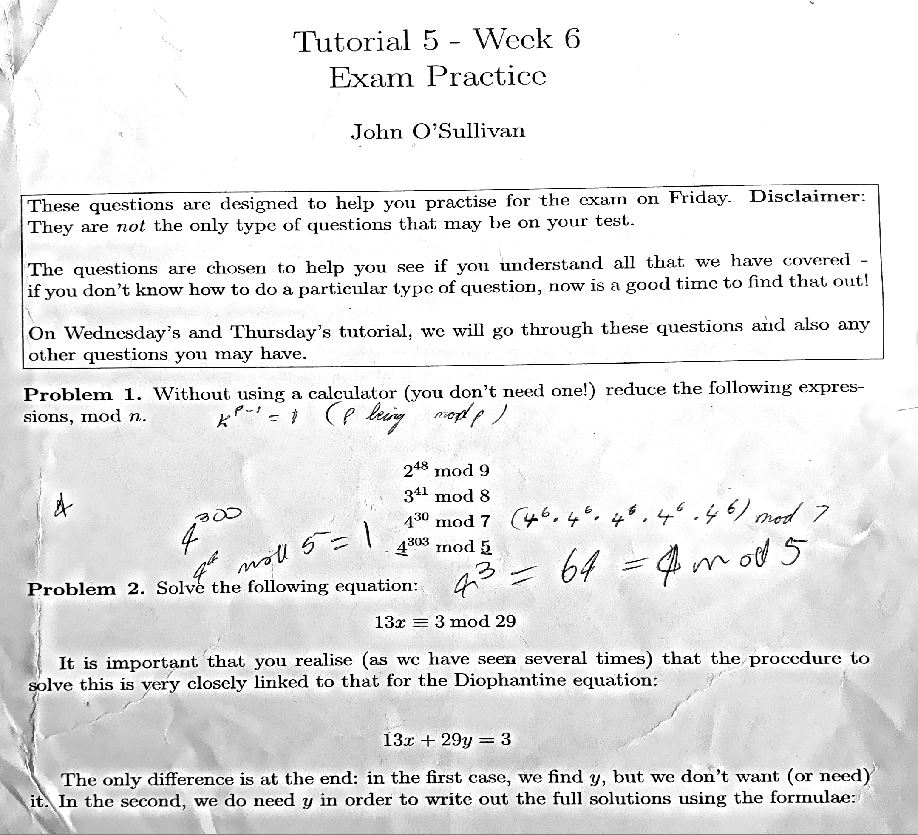 Tutorial 5 - Week 6
Exam Practice
John O'Sullivan
These questions are designed to help you practise for the exam on Friday. Disclaimer:
They are not the only type of questions that may be on your test.
The questions are chosen to help you see if you understand all that we have covered -
if you don't know how to do a particular type of question, now is a good time to find that out!
On Wednesday's and Thursday's tutorial, we will go through these questions and also any
other questions you may have.
Problem 1. Without using a calculator (you don't need one!) reduce the following expres-
sions, mod n. k^{p-1} = 1 (p being mod p)
2^{48} mod 9
3^{41} mod 8
4^{30} mod 7 (4^6 . 4^6 . 4^6 . 4^6 . 4^6) mod 7
4^{300}
4^{303} mod 5
4^4 mod 5 = 1
4^3 = 64 = 4 mod 5
Problem 2. Solve the following equation:
13x ≡ 3 mod 29
It is important that you realise (as we have seen several times) that the procedure to
solve this is very closely linked to that for the Diophantine equation:
13x + 29y = 3
The only difference is at the end: in the first case, we find y, but we don't want (or need)
it. In the second, we do need y in order to write out the full solutions using the formulae: